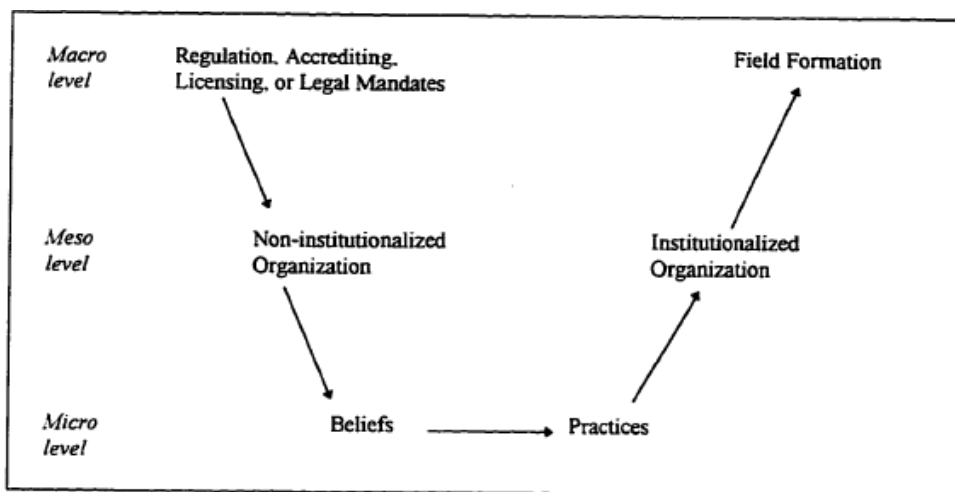 Macro level
Regulation, Accrediting,
Licensing, or Legal Mandates
Field Formation
Meso level
Non-institutionalized
Organization
Institutionalized
Organization
Micro level
Beliefs
Practices